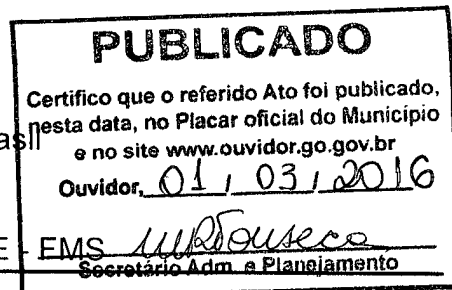 PUBLICADO
Certifico que o referido Ato foi publicado,
nesta data, no Placar oficial do Município
e no site www.ouvidor.go.gov.br
Ouvidor, 01 / 03 / 2016
E - FMS
Secretário Adm. e Planejamento